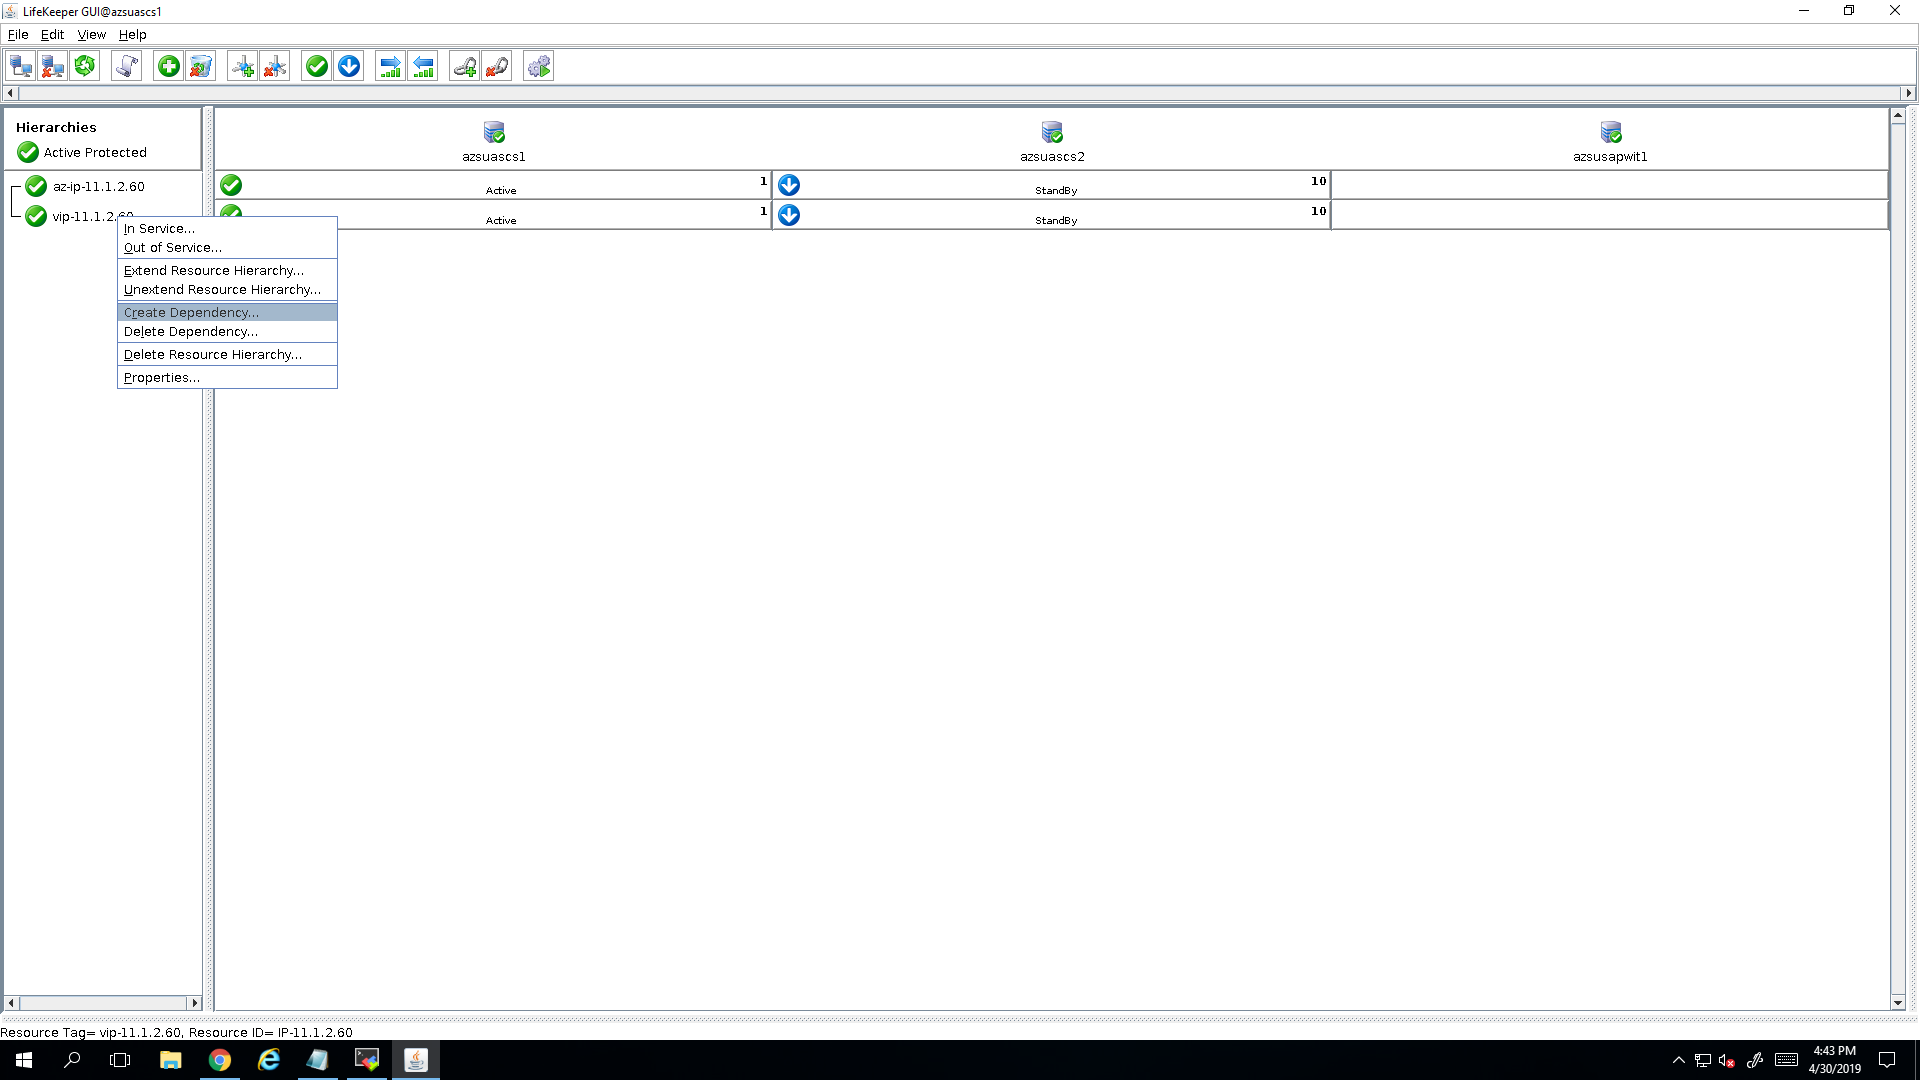 LifeKeeper GUI@azsuascs1
File Edit View Help
Hierarchies
Active Protected
azsuascs1 azsuascs2 azsusapwit1
az-ip-11.1.2.60 Active 1 StandBy 10
vip-11.1.2.60 Active 1 StandBy 10
In Service...
Out of Service...
Extend Resource Hierarchy...
Unextend Resource Hierarchy...
Create Dependency...
Delete Dependency...
Delete Resource Hierarchy...
Properties...
Resource Tag= vip-11.1.2.60, Resource ID= IP-11.1.2.60
4:43 PM
4/30/2019